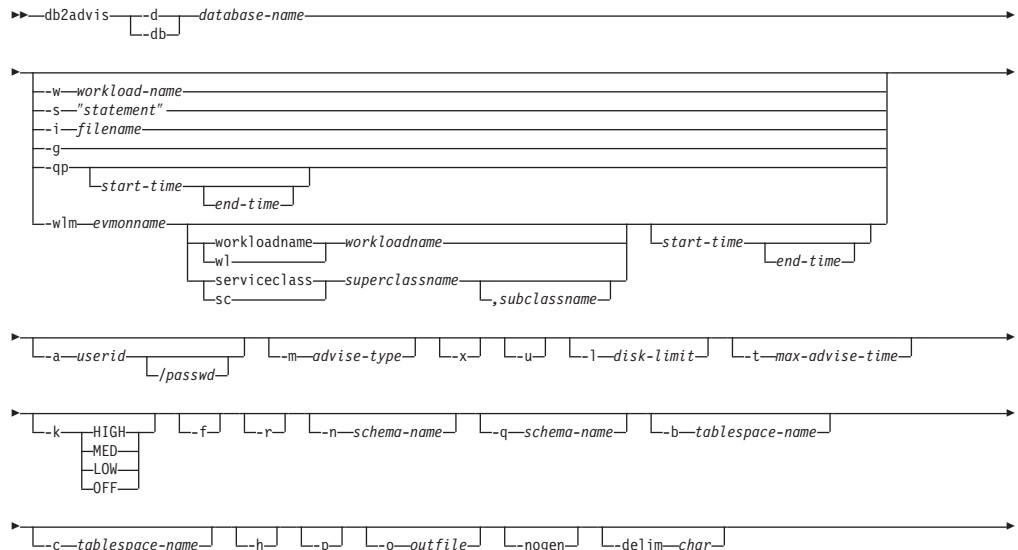 db2advis -d database-name
-db
-w workload-name
-s "statement"
-i filename
-g
-qp
start-time
end-time
-wlm evmonname
workloadname workloadname start-time
wl end-time
serviceclass superclassname
sc ,subclassname
-a userid -m advise-type -x -u -l disk-limit -t max-advise-time
/passwd
-k HIGH -f -r -n schema-name -q schema-name -b tablespace-name
MED
LOW
OFF
-c tablespace-name -h -p -o outfile -nogen -delim char